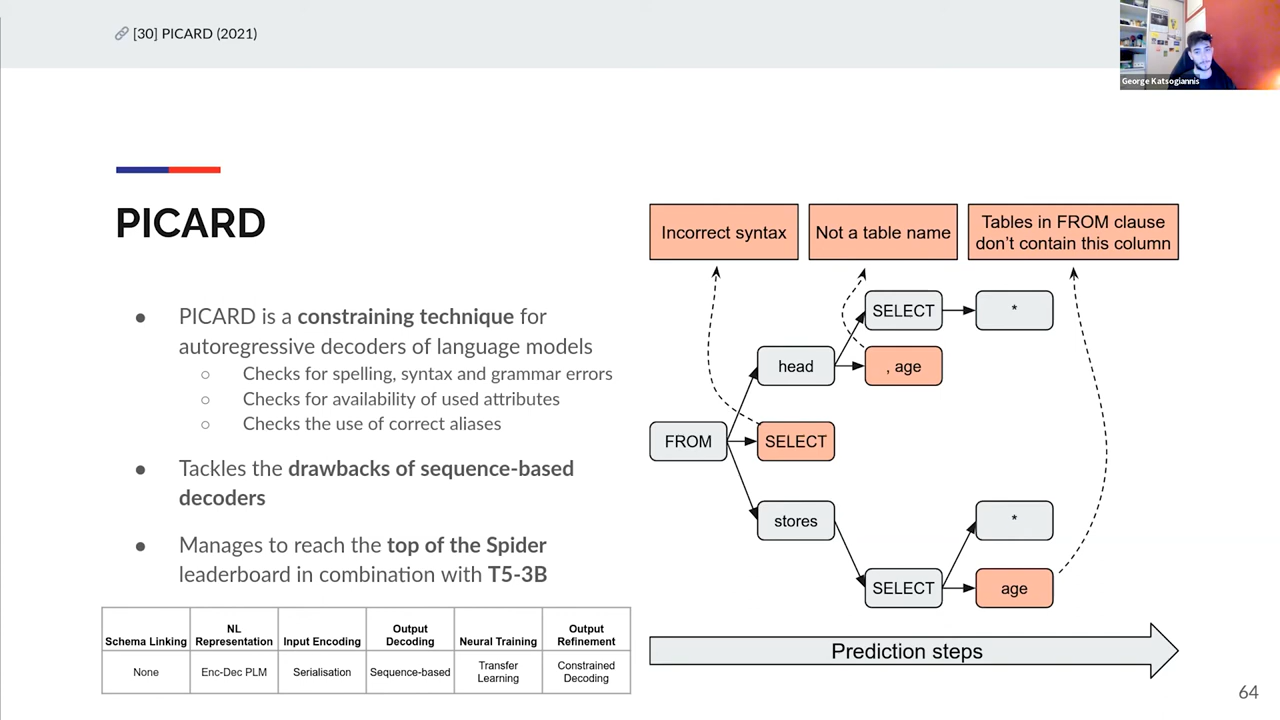 [30] PICARD (2021)
George Katsogiannis
PICARD
● PICARD is a constraining technique for
autoregressive decoders of language models
○ Checks for spelling, syntax and grammar errors
○ Checks for availability of used attributes
○ Checks the use of correct aliases
● Tackles the drawbacks of sequence-based
decoders
● Manages to reach the top of the Spider
leaderboard in combination with T5-3B
Schema Linking
NL
Representation
Input Encoding
Output
Decoding
Neural Training
Output
Refinement
None
Enc-Dec PLM
Serialisation
Sequence-based
Transfer
Learning
Constrained
Decoding
Incorrect syntax
Not a table name
Tables in FROM clause
don't contain this column
SELECT
*
head
, age
FROM
SELECT
stores
*
SELECT
age
Prediction steps
64